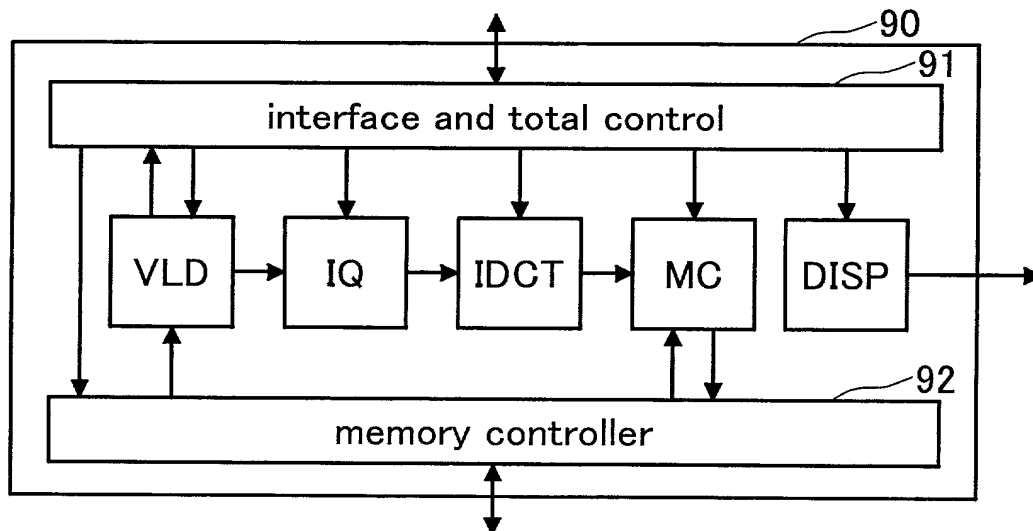 90
91
interface and total control
VLD
IQ
IDCT
MC
DISP
92
memory controller